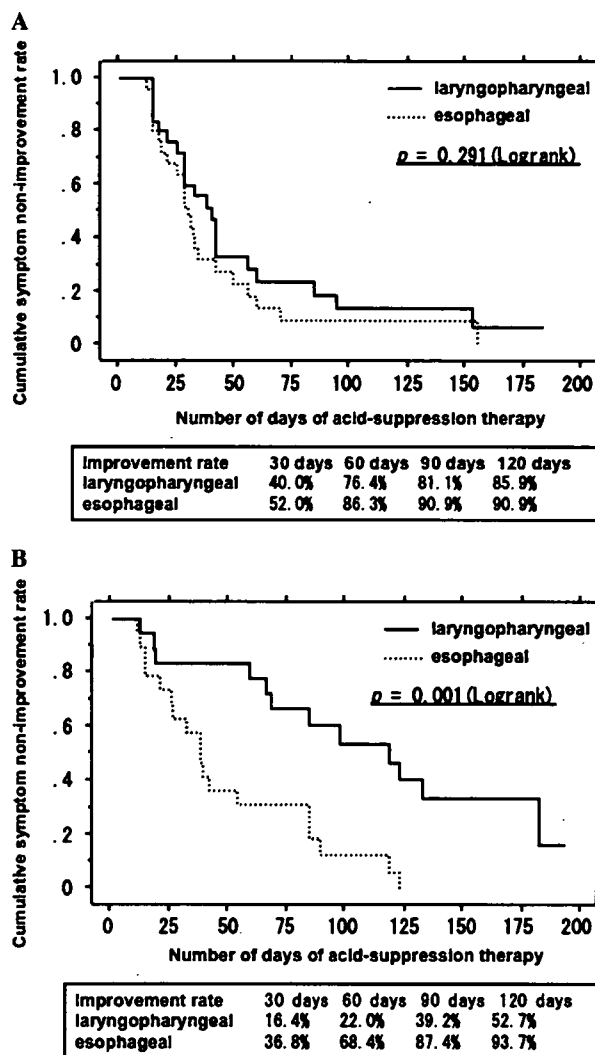 A
Cumulative symptom non-improvement rate
1.0
.8
.6
.4
.2
0
laryngopharyngeal
esophageal
p = 0.291(Logrank)
0 25 50 75 100 125 150 175 200
Number of days of acid-suppression therapy
Improvement rate 30 days 60 days 90 days 120 days
laryngopharyngeal 40.0% 76.4% 81.1% 85.9%
esophageal 52.0% 86.3% 90.9% 90.9%
B
Cumulative symptom non-improvement rate
1.0
.8
.6
.4
.2
0
laryngopharyngeal
esophageal
p = 0.001(Logrank)
0 25 50 75 100 125 150 175 200
Number of days of acid-suppression therapy
Improvement rate 30 days 60 days 90 days 120 days
laryngopharyngeal 16.4% 22.0% 39.2% 52.7%
esophageal 36.8% 68.4% 87.4% 93.7%